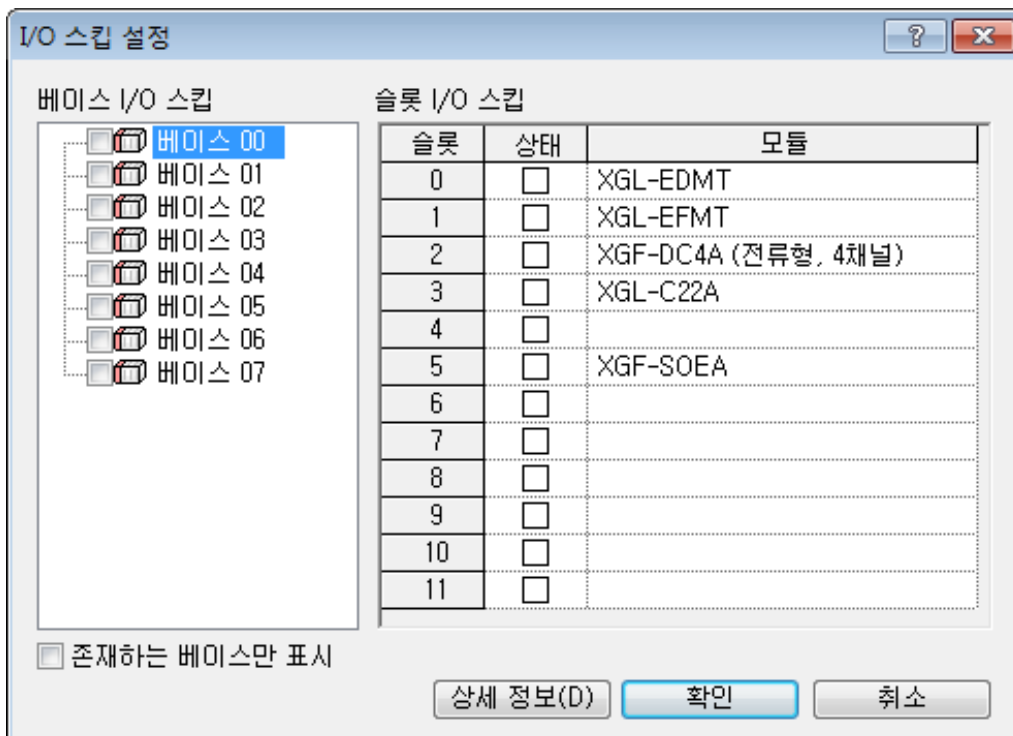 I/O 스킵 설정
베이스 I/O 스킵
베이스 00
베이스 01
베이스 02
베이스 03
베이스 04
베이스 05
베이스 06
베이스 07
존재하는 베이스만 표시
슬롯 I/O 스킵
슬롯 상태 모듈
0 XGL-EDMT
1 XGL-EFMT
2 XGF-DC4A (전류형, 4채널)
3 XGL-C22A
4
5 XGF-SOEA
6
7
8
9
10
11
상세 정보(D) 확인 취소